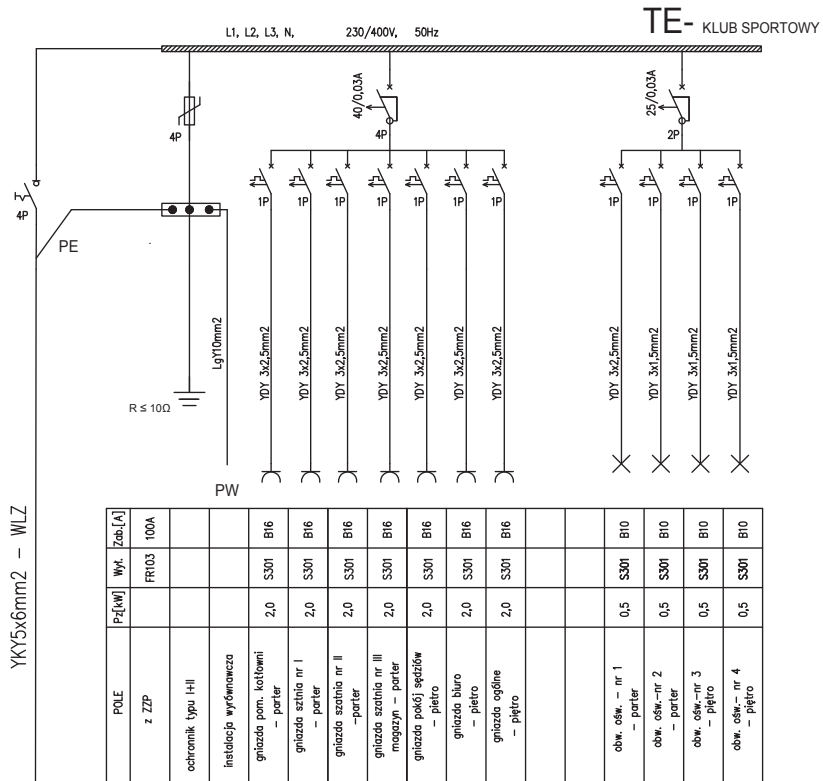 TE- KLUB SPORTOWY
L1, L2, L3, N, 230/400V, 50Hz
40/0,03A
25/0,03A
4P
4P
2P
4P
1P
1P
1P
1P
1P
1P
1P
1P
1P
1P
1P
PE
LgY10mm2
YDY 3x2,5mm2
YDY 3x2,5mm2
YDY 3x2,5mm2
YDY 3x2,5mm2
YDY 3x2,5mm2
YDY 3x2,5mm2
YDY 3x2,5mm2
YDY 3x1,5mm2
YDY 3x1,5mm2
YDY 3x1,5mm2
YDY 3x1,5mm2
R ≤ 10Ω
PW
YKY5x6mm2 - WLZ
POLE Pz[kW] Wył. Zab.[A]
z ZZP FR103 100A
ochronnik typu I+II
instalacja wyrównawcza
gniazda pom. kotłowni
- parter 2,0 S301 B16
gniazda sztnia nr I
- parter 2,0 S301 B16
gniazda szatnia nr II
-parter 2,0 S301 B16
gniazda szatnia nr III
magazyn - parter 2,0 S301 B16
gniazda pokój sędziów
- pietro 2,0 S301 B16
gniazda biuro
- pietro 2,0 S301 B16
gniazda ogólne
- piętro 2,0 S301 B16
obw. ośw. - nr 1
- parter 0,5 S301 B10
obw. ośw.-nr 2
- parter 0,5 S301 B10
obw. ośw.-nr 3
- piętro 0,5 S301 B10
obw. ośw.- nr 4
- piętro 0,5 S301 B10